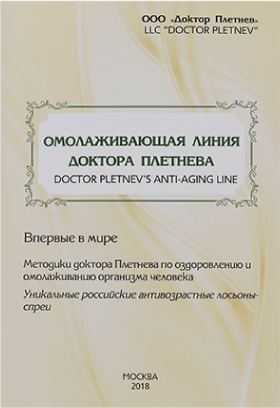 ООО «Доктор Плетнев»
LLC "DOCTOR PLETNEV"
ОМОЛАЖИВАЮЩАЯ ЛИНИЯ
ДОКТОРА ПЛЕТНЕВА
DOCTOR PLETNEV'S ANTI-AGING LINE
Впервые в мире
Методики доктора Плетнева по оздоровлению и
омолаживанию организма человека
Уникальные российские антивозрастные лосьоны-
спреи
МОСКВА
2018